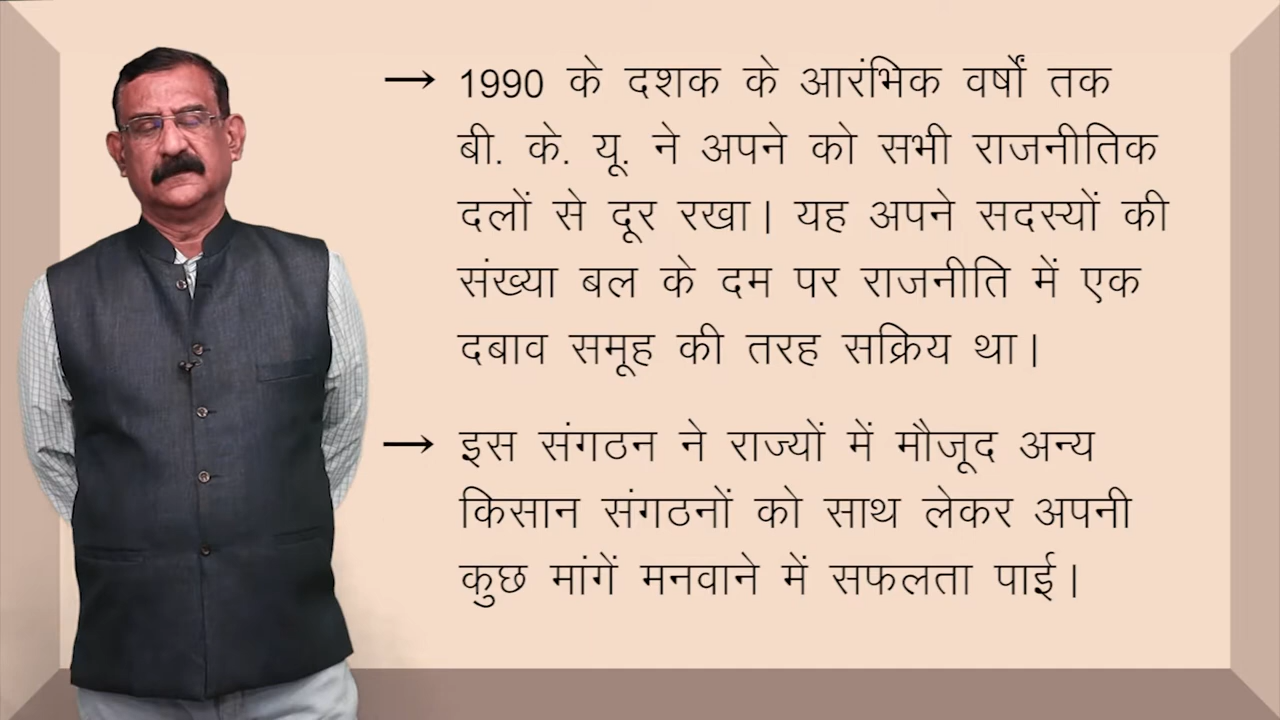 → 1990 के दशक के आरंभिक वर्षों तक
बी. के. यू. ने अपने को सभी राजनीतिक
दलों से दूर रखा। यह अपने सदस्यों की
संख्या बल के दम पर राजनीति में एक
दबाव समूह की तरह सक्रिय था।
→ इस संगठन ने राज्यों में मौजूद अन्य
किसान संगठनों को साथ लेकर अपनी
कुछ मांगें मनवाने में सफलता पाई।